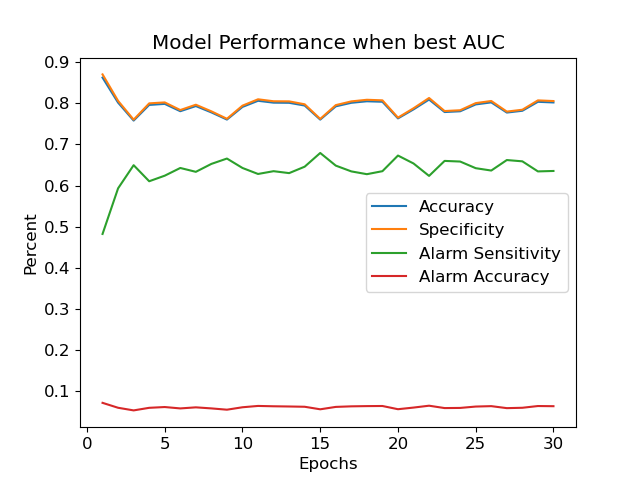 Model Performance when best AUC
0.9
0.8
0.7
0.6
0.5
0.4
0.3
0.2
0.1
Percent
Accuracy
Specificity
Alarm Sensitivity
Alarm Accuracy
0 5 10 15 20 25 30
Epochs